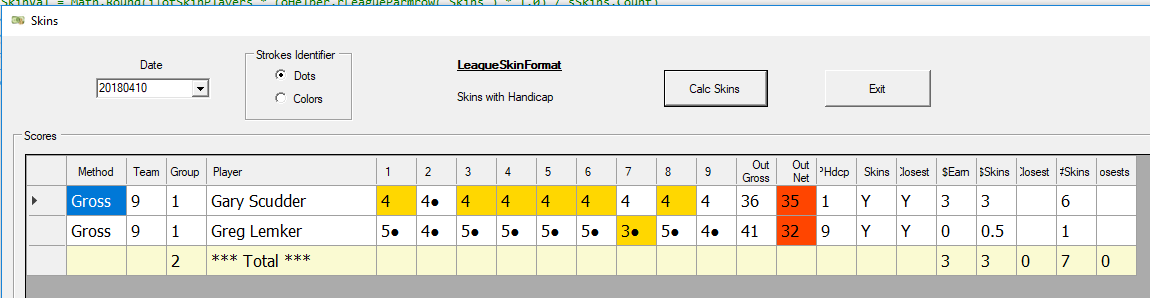 SkinVal = Math.Round(iTotSkinPlayers * (oHelper.rLeagueParmrow("Skins") * 1.0) / sSkins.Count)
Skins
Date
20180410
Strokes Identifier
Dots
Colors
LeaqueSkinFormat
Skins with Handicap
Calc Skins
Exit
Scores
Method Team Group Player 1 2 3 4 5 6 7 8 9 Out Gross Out Net PHdcp Skins Closest $Earn $Skins Closest #Skins osests
Gross 9 1 Gary Scudder 4 4● 4 4 4 4 4 4 4 36 35 1 Y Y 3 3 6
Gross 9 1 Greg Lemker 5● 4● 5● 5● 5● 5● 3● 5● 4● 41 32 9 Y Y 0 0.5 1
2 *** Total *** 3 3 0 7 0